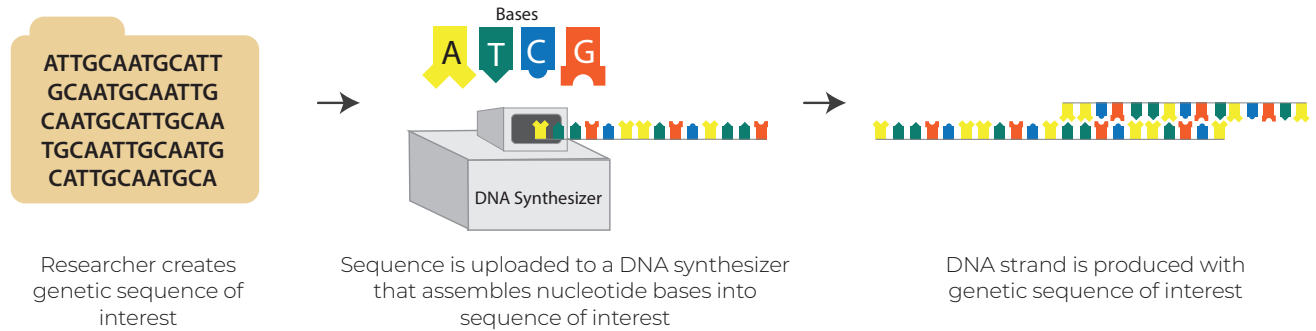 ATTGCAATGCATT
GCAATGCAATTG
CAATGCATTGCAA
TGCAATTGCAATG
CATTGCAATGCA
Researcher creates
genetic sequence of
interest
Bases
A T C G
DNA Synthesizer
Sequence is uploaded to a DNA synthesizer
that assembles nucleotide bases into
sequence of interest
DNA strand is produced with
genetic sequence of interest